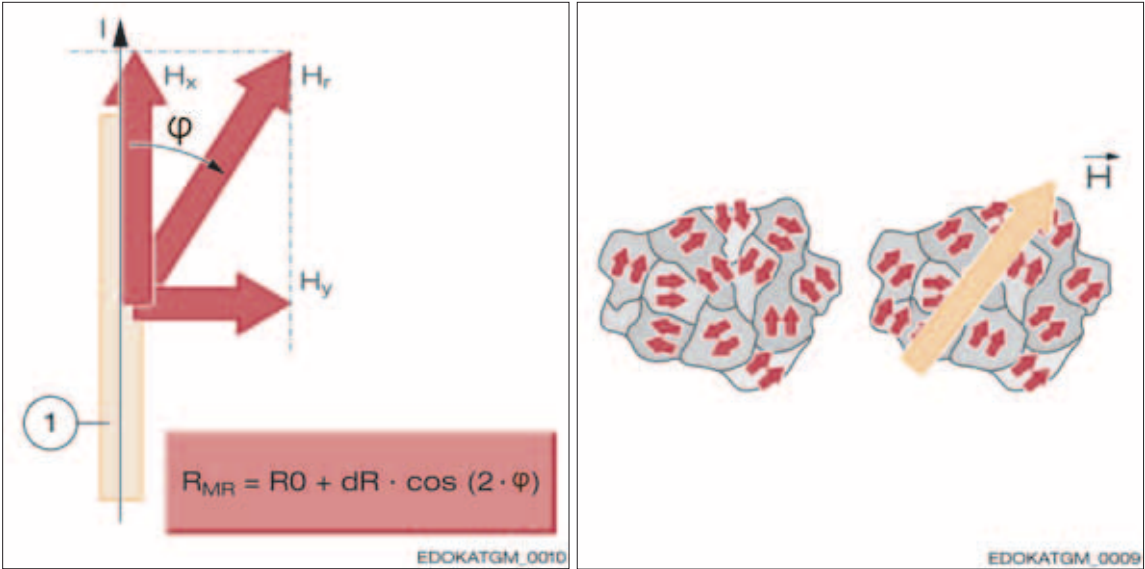 I
Hx
Hr
φ
Hy
1
RMR = R0 + dR · cos (2 · φ)
EDOKATGM_0010
H
EDOKATGM_0009